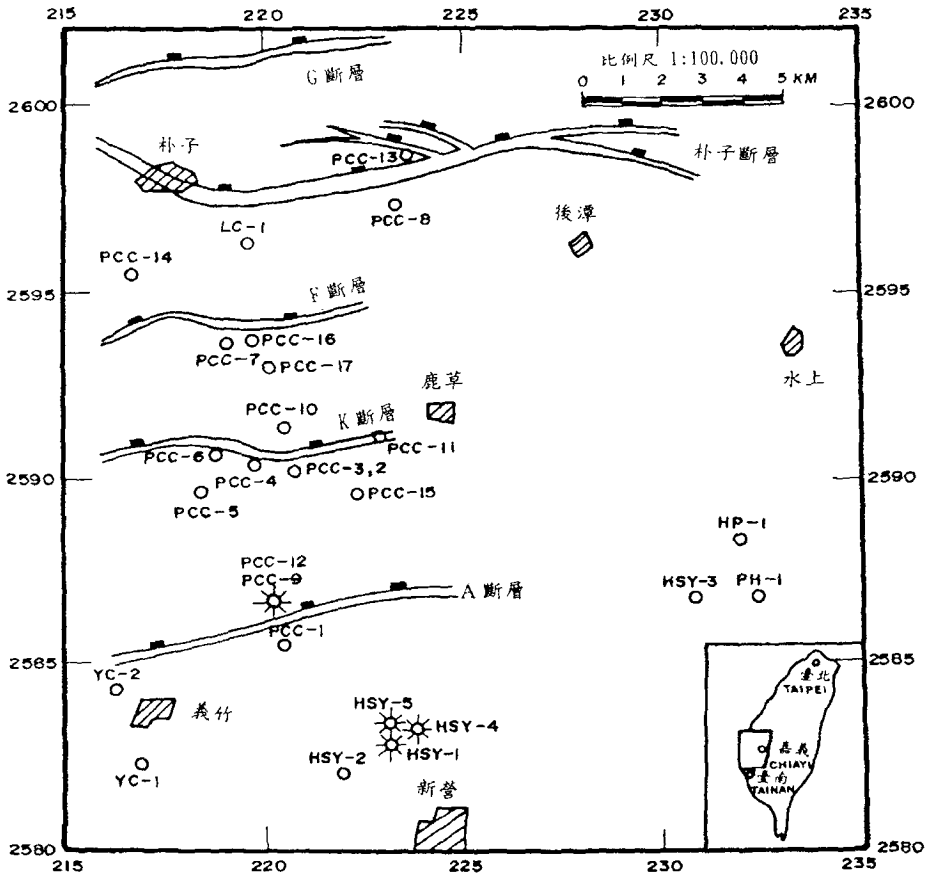 215 220 225 230 235
比例尺 1:100,000
0 1 2 3 4 5 KM
G斷層
2600 2600
朴子
PCC-13
朴子斷層
PCC-8
LC-1
後潭
PCC-14
F斷層
2595 2595
PCC-16
PCC-7
PCC-17
水上
鹿草
PCC-10
K斷層
PCC-11
PCC-6
PCC-4
PCC-3,2
PCC-15
PCC-5
2590 2590
HP-1
PCC-12
PCC-9
A斷層
HSY-3
PH-1
PCC-1
2585 2585
YC-2
義竹
HSY-5
HSY-4
HSY-1
HSY-2
YC-1
新營
臺北
TAIPEI
嘉義
CHIAYI
臺南
TAINAN
2580 2580
215 220 225 230 235